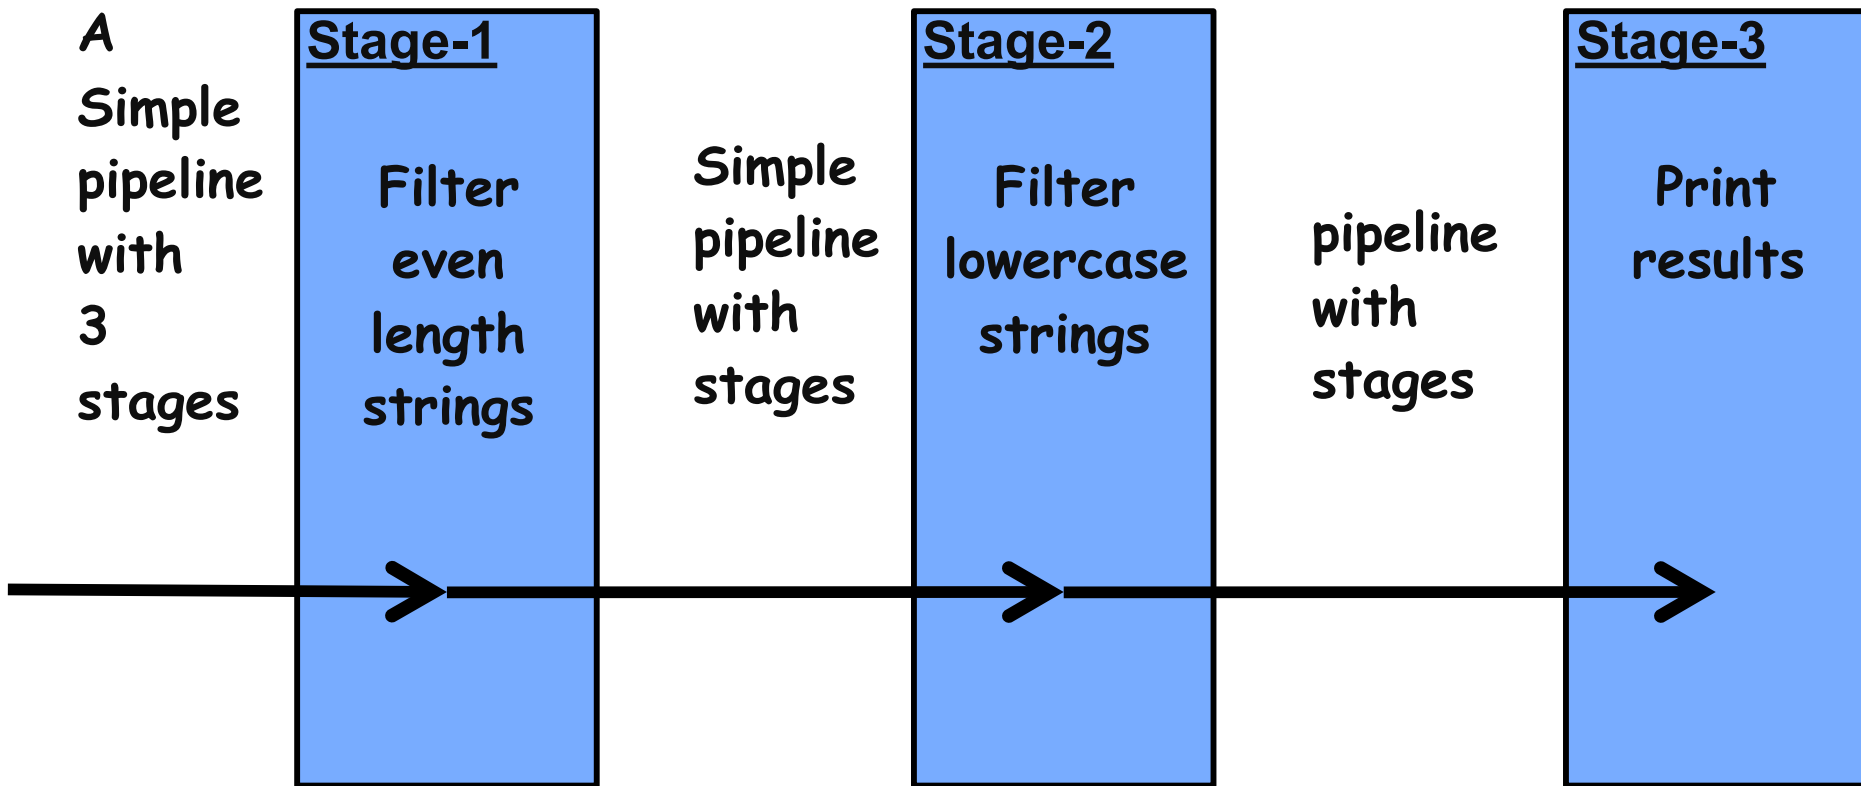 A
Simple
pipeline
with
3
stages
Stage-1
Filter
even
length
strings
Simple
pipeline
with
stages
Stage-2
Filter
lowercase
strings
pipeline
with
stages
Stage-3
Print
results